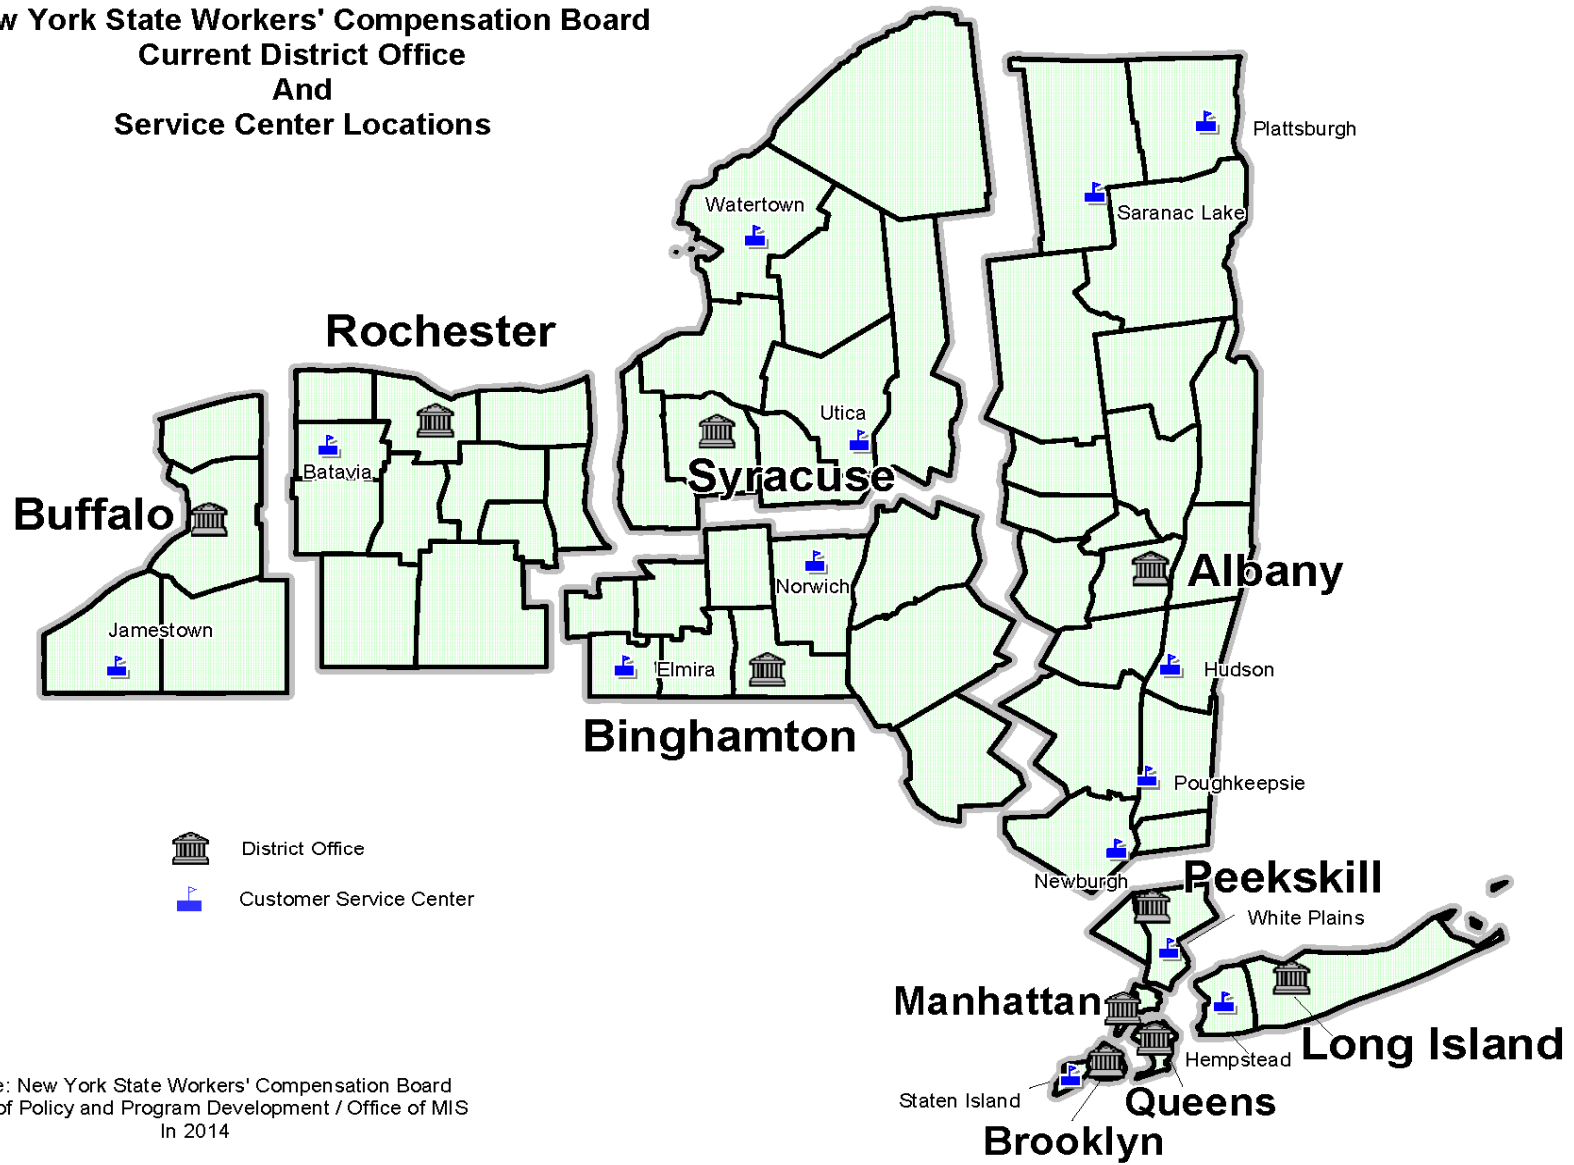 w York State Workers' Compensation Board
Current District Office
And
Service Center Locations
Plattsburgh
Watertown
Saranac Lake
Rochester
Utica
Batavia
Syracuse
Buffalo
Albany
Norwich
Jamestown
Elmira
Hudson
Binghamton
Poughkeepsie
District Office
Newburgh
Peekskill
Customer Service Center
White Plains
Manhattan
Long Island
Hempstead
Staten Island
Queens
Brooklyn
e: New York State Workers' Compensation Board
of Policy and Program Development / Office of MIS
In 2014